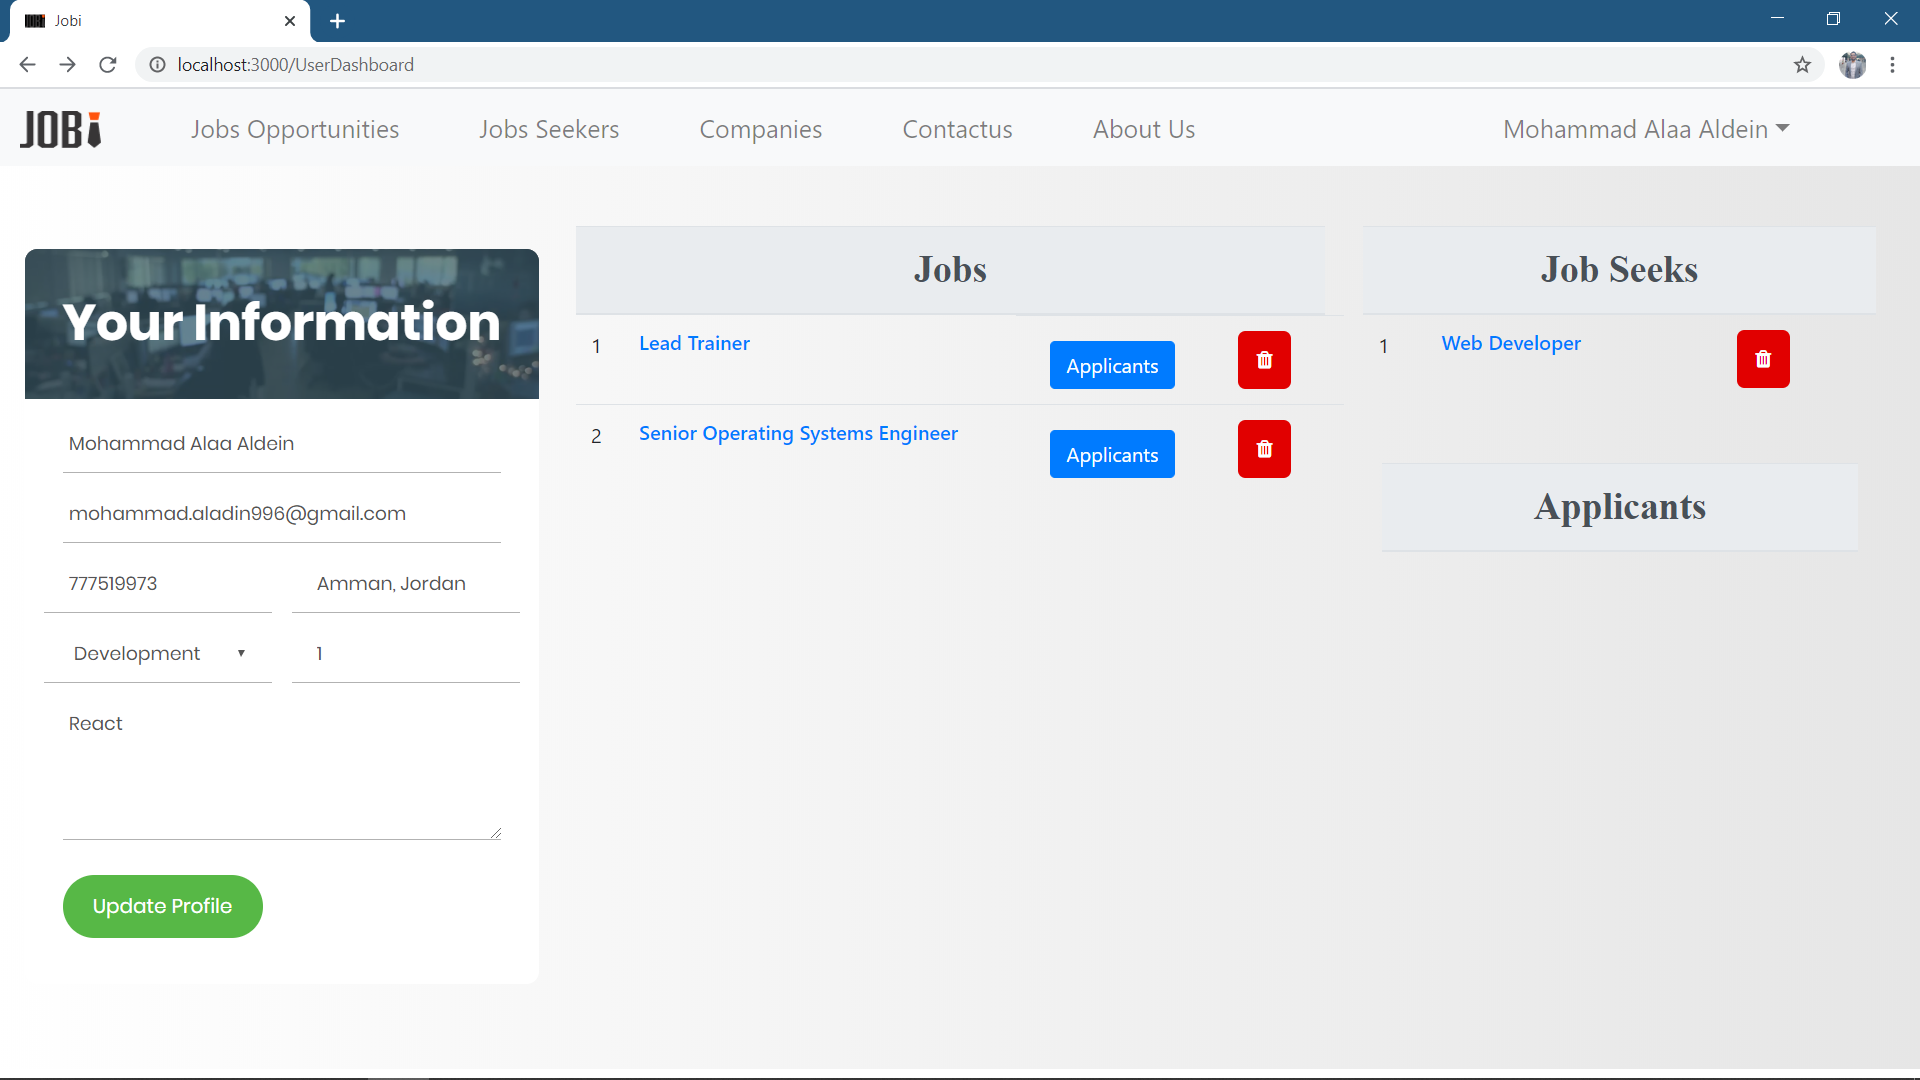 Jobi
localhost:3000/UserDashboard
JOBi
Jobs Opportunities
Jobs Seekers
Companies
Contactus
About Us
Mohammad Alaa Aldein
Your Information
Mohammad Alaa Aldein
mohammad.aladin996@gmail.com
777519973
Amman, Jordan
Development
1
React
Update Profile
Jobs
1 Lead Trainer Applicants
2 Senior Operating Systems Engineer Applicants
Job Seeks
1 Web Developer
Applicants